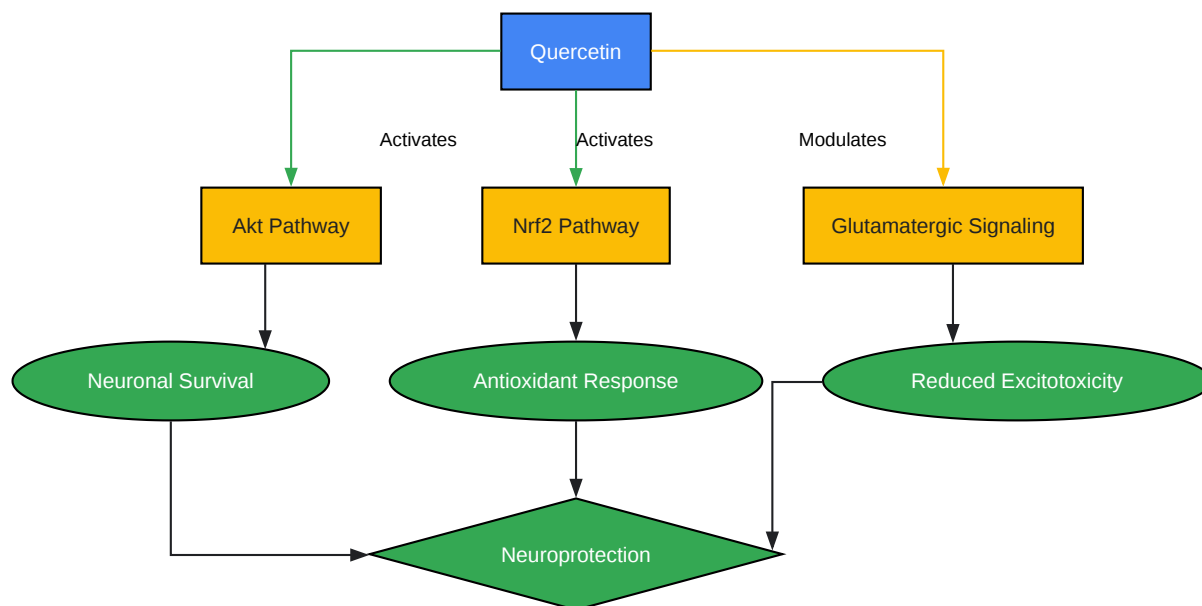 Quercetin
Activates
Activates
Modulates
Akt Pathway
Nrf2 Pathway
Glutamatergic Signaling
Neuronal Survival
Antioxidant Response
Reduced Excitotoxicity
Neuroprotection